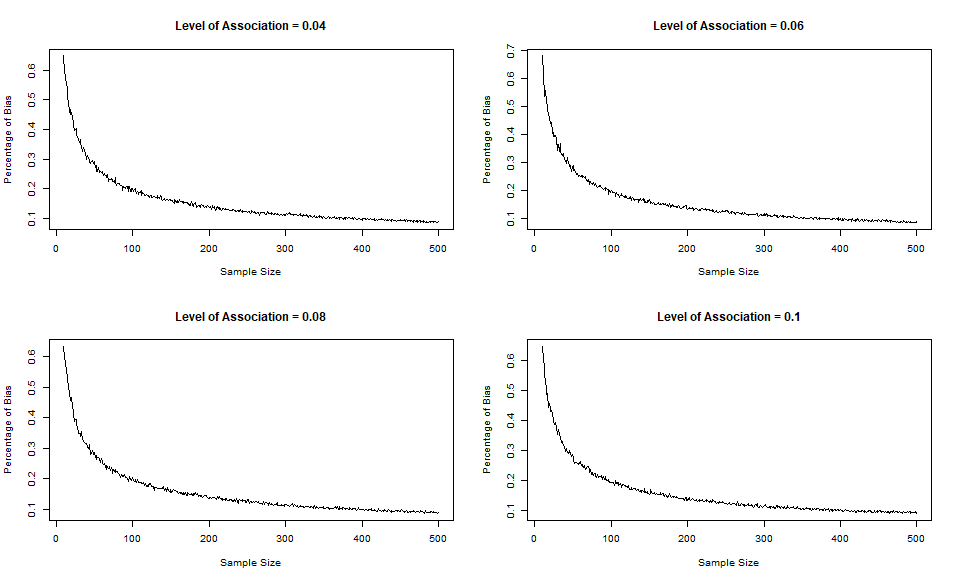 Level of Association = 0.04
Percentage of Bias
0.6
0.5
0.4
0.3
0.2
0.1
0 100 200 300 400 500
Sample Size
Level of Association = 0.06
Percentage of Bias
0.7
0.6
0.5
0.4
0.3
0.2
0.1
0 100 200 300 400 500
Sample Size
Level of Association = 0.08
Percentage of Bias
0.6
0.5
0.4
0.3
0.2
0.1
0 100 200 300 400 500
Sample Size
Level of Association = 0.1
Percentage of Bias
0.6
0.5
0.4
0.3
0.2
0.1
0 100 200 300 400 500
Sample Size